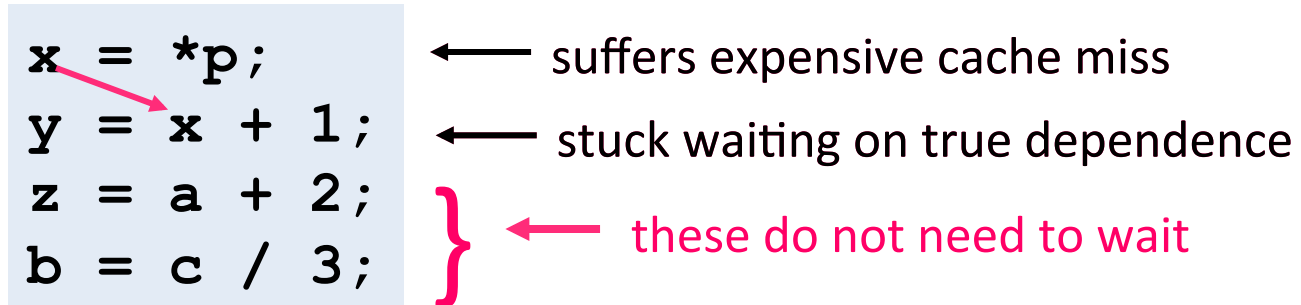 x = *p; suffers expensive cache miss
y = x + 1; stuck waiting on true dependence
z = a + 2;
} these do not need to wait
b = c / 3;